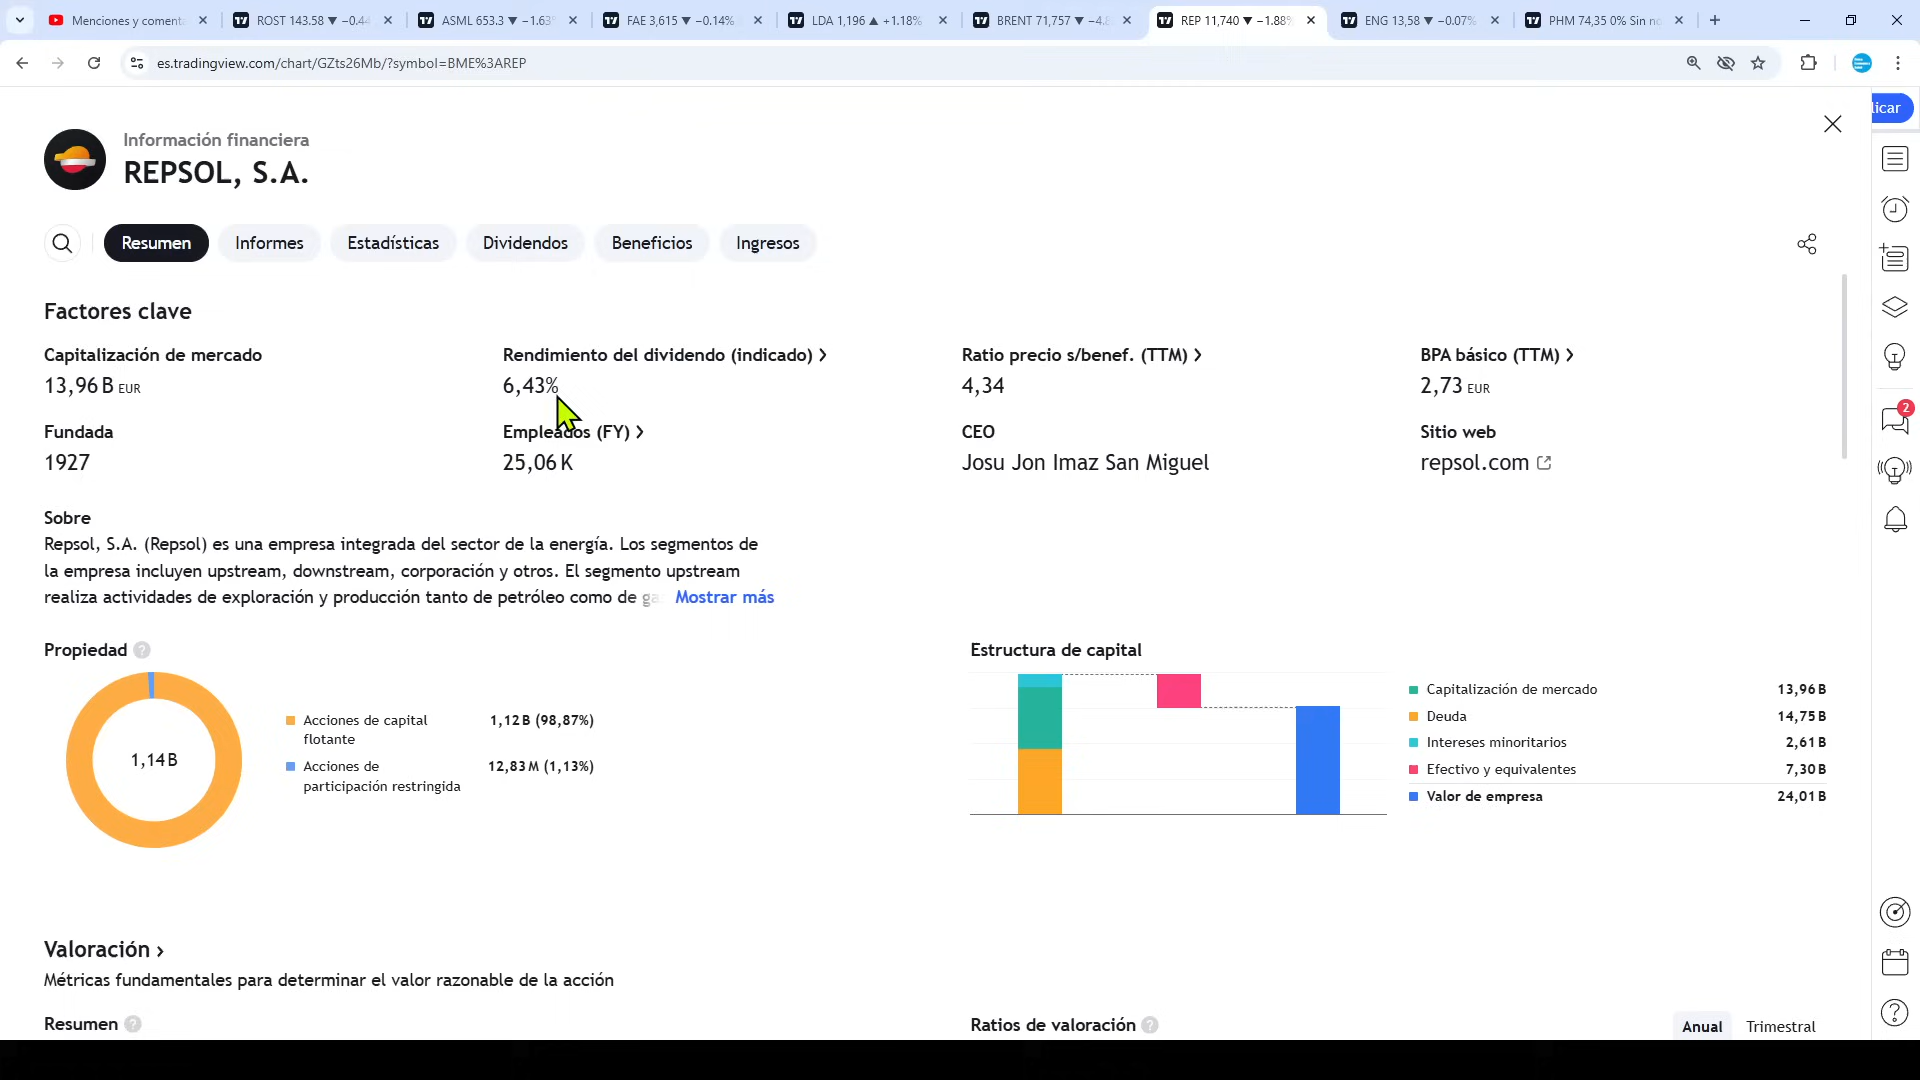 Menciones y comenta
ROST 143.58 ▼ −0.44
ASML 653.3 ▼ −1.63
FAE 3,615 ▼ −0.14%
LDA 1,196 ▲ +1.18%
BRENT 71,757 ▼ −4.
REP 11,740 ▼ −1.88%
ENG 13,58 ▼ −0.07%
PHM 74,35 0% Sin no
es.tradingview.com/chart/GZts26Mb/?symbol=BME%3AREP
licar
Información financiera
REPSOL, S.A.
Resumen
Informes
Estadísticas
Dividendos
Beneficios
Ingresos
Factores clave
Capitalización de mercado
13,96 B EUR
Rendimiento del dividendo (indicado)
6,43%
Ratio precio s/benef. (TTM)
4,34
BPA básico (TTM)
2,73 EUR
Fundada
1927
Empleados (FY)
25,06 K
CEO
Josu Jon Imaz San Miguel
Sitio web
repsol.com
2
Sobre
Repsol, S.A. (Repsol) es una empresa integrada del sector de la energía. Los segmentos de
la empresa incluyen upstream, downstream, corporación y otros. El segmento upstream
realiza actividades de exploración y producción tanto de petróleo como de ga Mostrar más
Propiedad ?
1,14 B
Acciones de capital
flotante
1,12 B (98,87%)
Acciones de
participación restringida
12,83 M (1,13%)
Estructura de capital
Capitalización de mercado 13,96 B
Deuda 14,75 B
Intereses minoritarios 2,61 B
Efectivo y equivalentes 7,30 B
Valor de empresa 24,01 B
Valoración
Métricas fundamentales para determinar el valor razonable de la acción
Resumen ?
Ratios de valoración ?
Anual
Trimestral